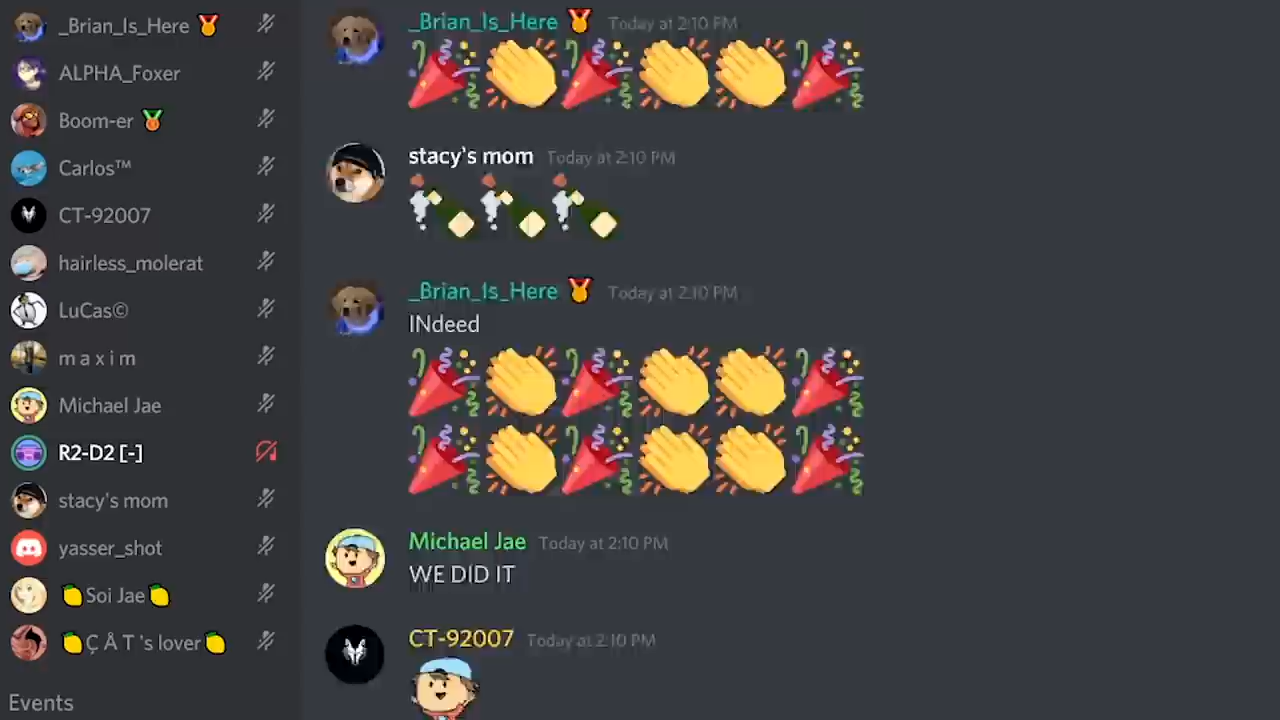 _Brian_Is_Here
ALPHA_Foxer
Boom-er
Carlos™
CT-92007
hairless_molerat
LuCas©
m a x i m
Michael Jae
R2-D2 [-]
stacy's mom
yasser_shot
🍋Soi Jae🍋
🍋Ç Å T 's lover🍋
Events
_Brian_Is_Here Today at 2:10 PM
stacy's mom Today at 2:10 PM
_Brian_Is_Here Today at 2:10 PM
INdeed
Michael Jae Today at 2:10 PM
WE DID IT
CT-92007 Today at 2:10 PM